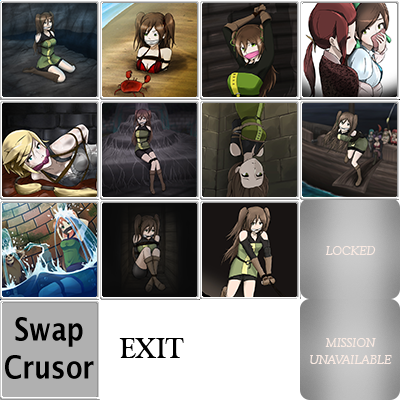 LOCKED
Swap
Crusor
EXIT
MISSION
UNAVAILABLE